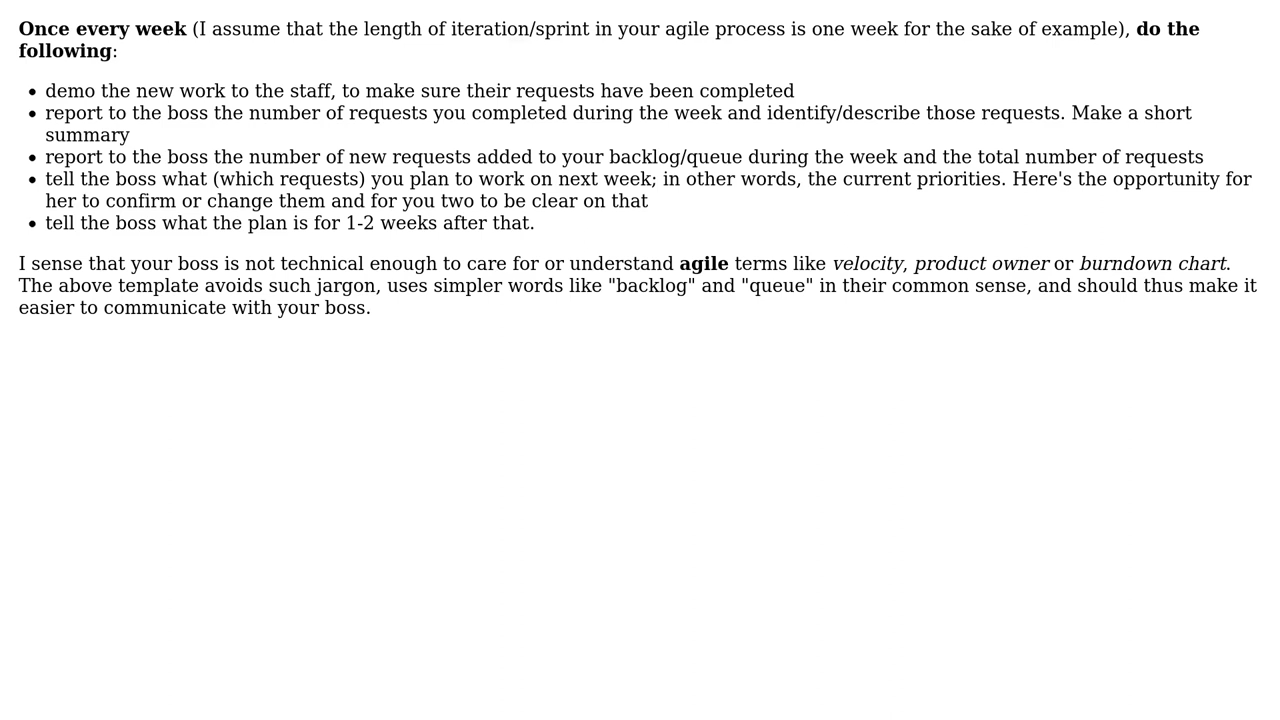 Once every week (I assume that the length of iteration/sprint in your agile process is one week for the sake of example), do the
following:
• demo the new work to the staff, to make sure their requests have been completed
• report to the boss the number of requests you completed during the week and identify/describe those requests. Make a short
summary
• report to the boss the number of new requests added to your backlog/queue during the week and the total number of requests
• tell the boss what (which requests) you plan to work on next week; in other words, the current priorities. Here's the opportunity for
her to confirm or change them and for you two to be clear on that
• tell the boss what the plan is for 1-2 weeks after that.
I sense that your boss is not technical enough to care for or understand agile terms like velocity, product owner or burndown chart.
The above template avoids such jargon, uses simpler words like "backlog" and "queue" in their common sense, and should thus make it
easier to communicate with your boss.